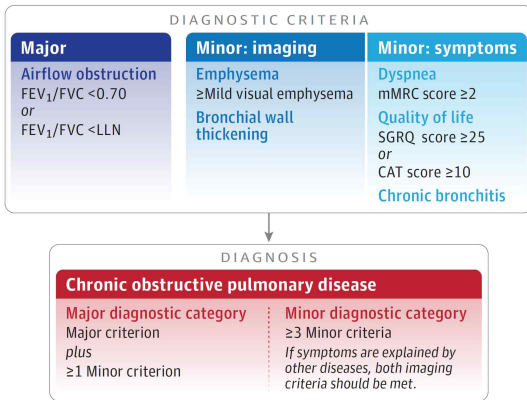 DIAGNOSTIC CRITERIA
Major
Airflow obstruction
FEV₁/FVC <0.70
or
FEV₁/FVC <LLN
Minor: imaging
Emphysema
≥Mild visual emphysema
Bronchial wall
thickening
Minor: symptoms
Dyspnea
mMRC score ≥2
Quality of life
SGRQ score ≥25
or
CAT score ≥10
Chronic bronchitis
DIAGNOSIS
Chronic obstructive pulmonary disease
Major diagnostic category
Major criterion
plus
≥1 Minor criterion
Minor diagnostic category
≥3 Minor criteria
If symptoms are explained by
other diseases, both imaging
criteria should be met.